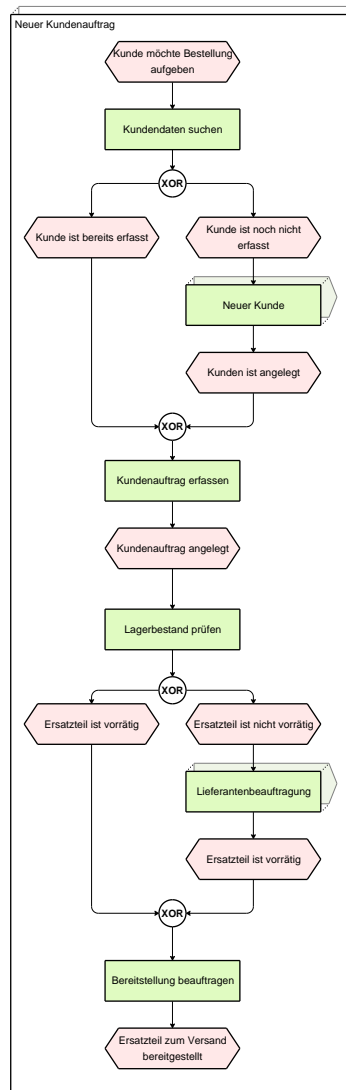 Neuer Kundenauftrag
Kunde möchte Bestellung
aufgeben
Kundendaten suchen
XOR
Kunde ist bereits erfasst
Kunde ist noch nicht
erfasst
Neuer Kunde
Kunden ist angelegt
XOR
Kundenauftrag erfassen
Kundenauftrag angelegt
Lagerbestand prüfen
XOR
Ersatzteil ist vorrätig
Ersatzteil ist nicht vorrätig
Lieferantenbeauftragung
Ersatzteil ist vorrätig
XOR
Bereitstellung beauftragen
Ersatzteil zum Versand
bereitgestellt